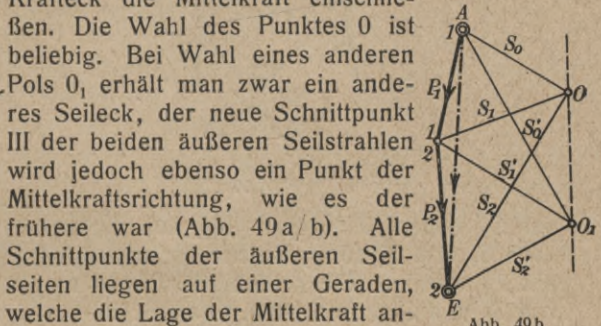 Krafteck die Mittelkraft einschlie-
ßen. Die Wahl des Punktes 0 ist
beliebig. Bei Wahl eines anderen
Pols 0₁ erhält man zwar ein ande-
res Seileck, der neue Schnittpunkt
III der beiden äußeren Seilstrahlen
wird jedoch ebenso ein Punkt der
Mittelkraftsrichtung, wie es der
frühere war (Abb. 49a/b). Alle
Schnittpunkte der äußeren Seil-
seiten liegen auf einer Geraden,
welche die Lage der Mittelkraft an-
A
1
S₀
P₁
O
S₁
S₀'
1
2
S₁'
S₂
P₂
O₁
S₂'
2
E
Abb. 49b